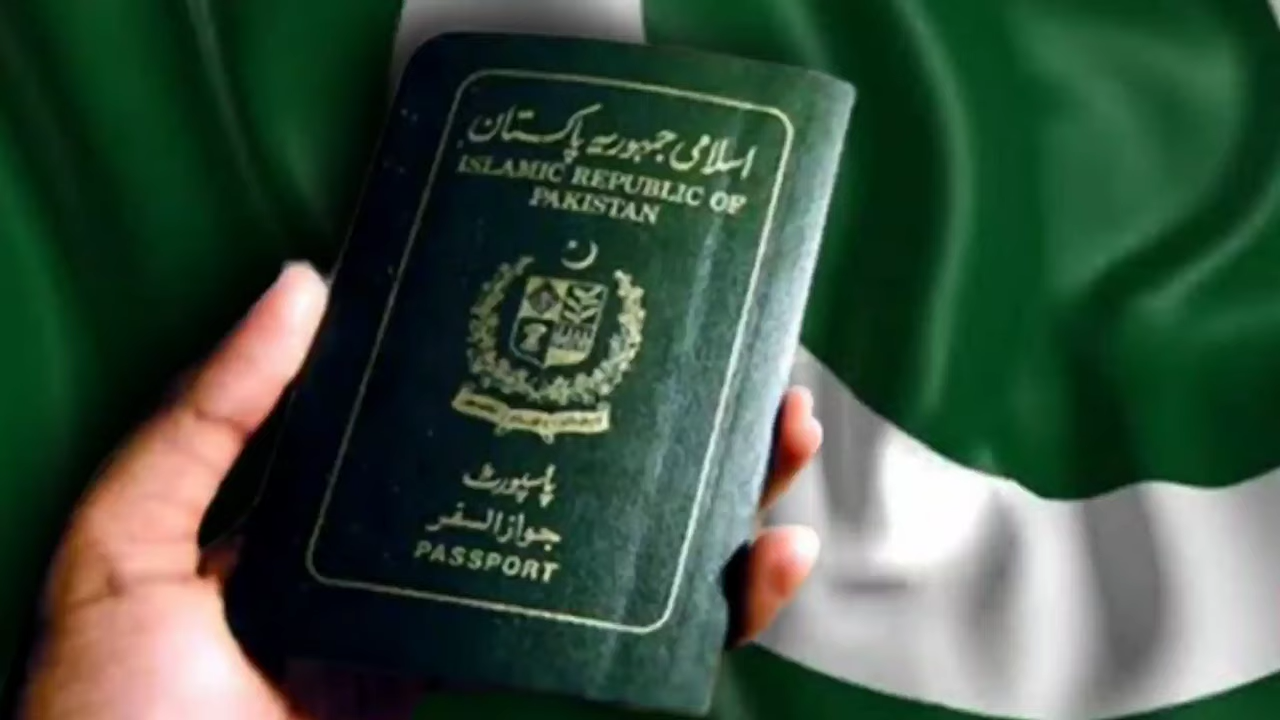 اسلامی جمہوریہ پاکستان
ISLAMIC REPUBLIC OF
PAKISTAN
پاسپورٹ
جواز السفر
PASSPORT